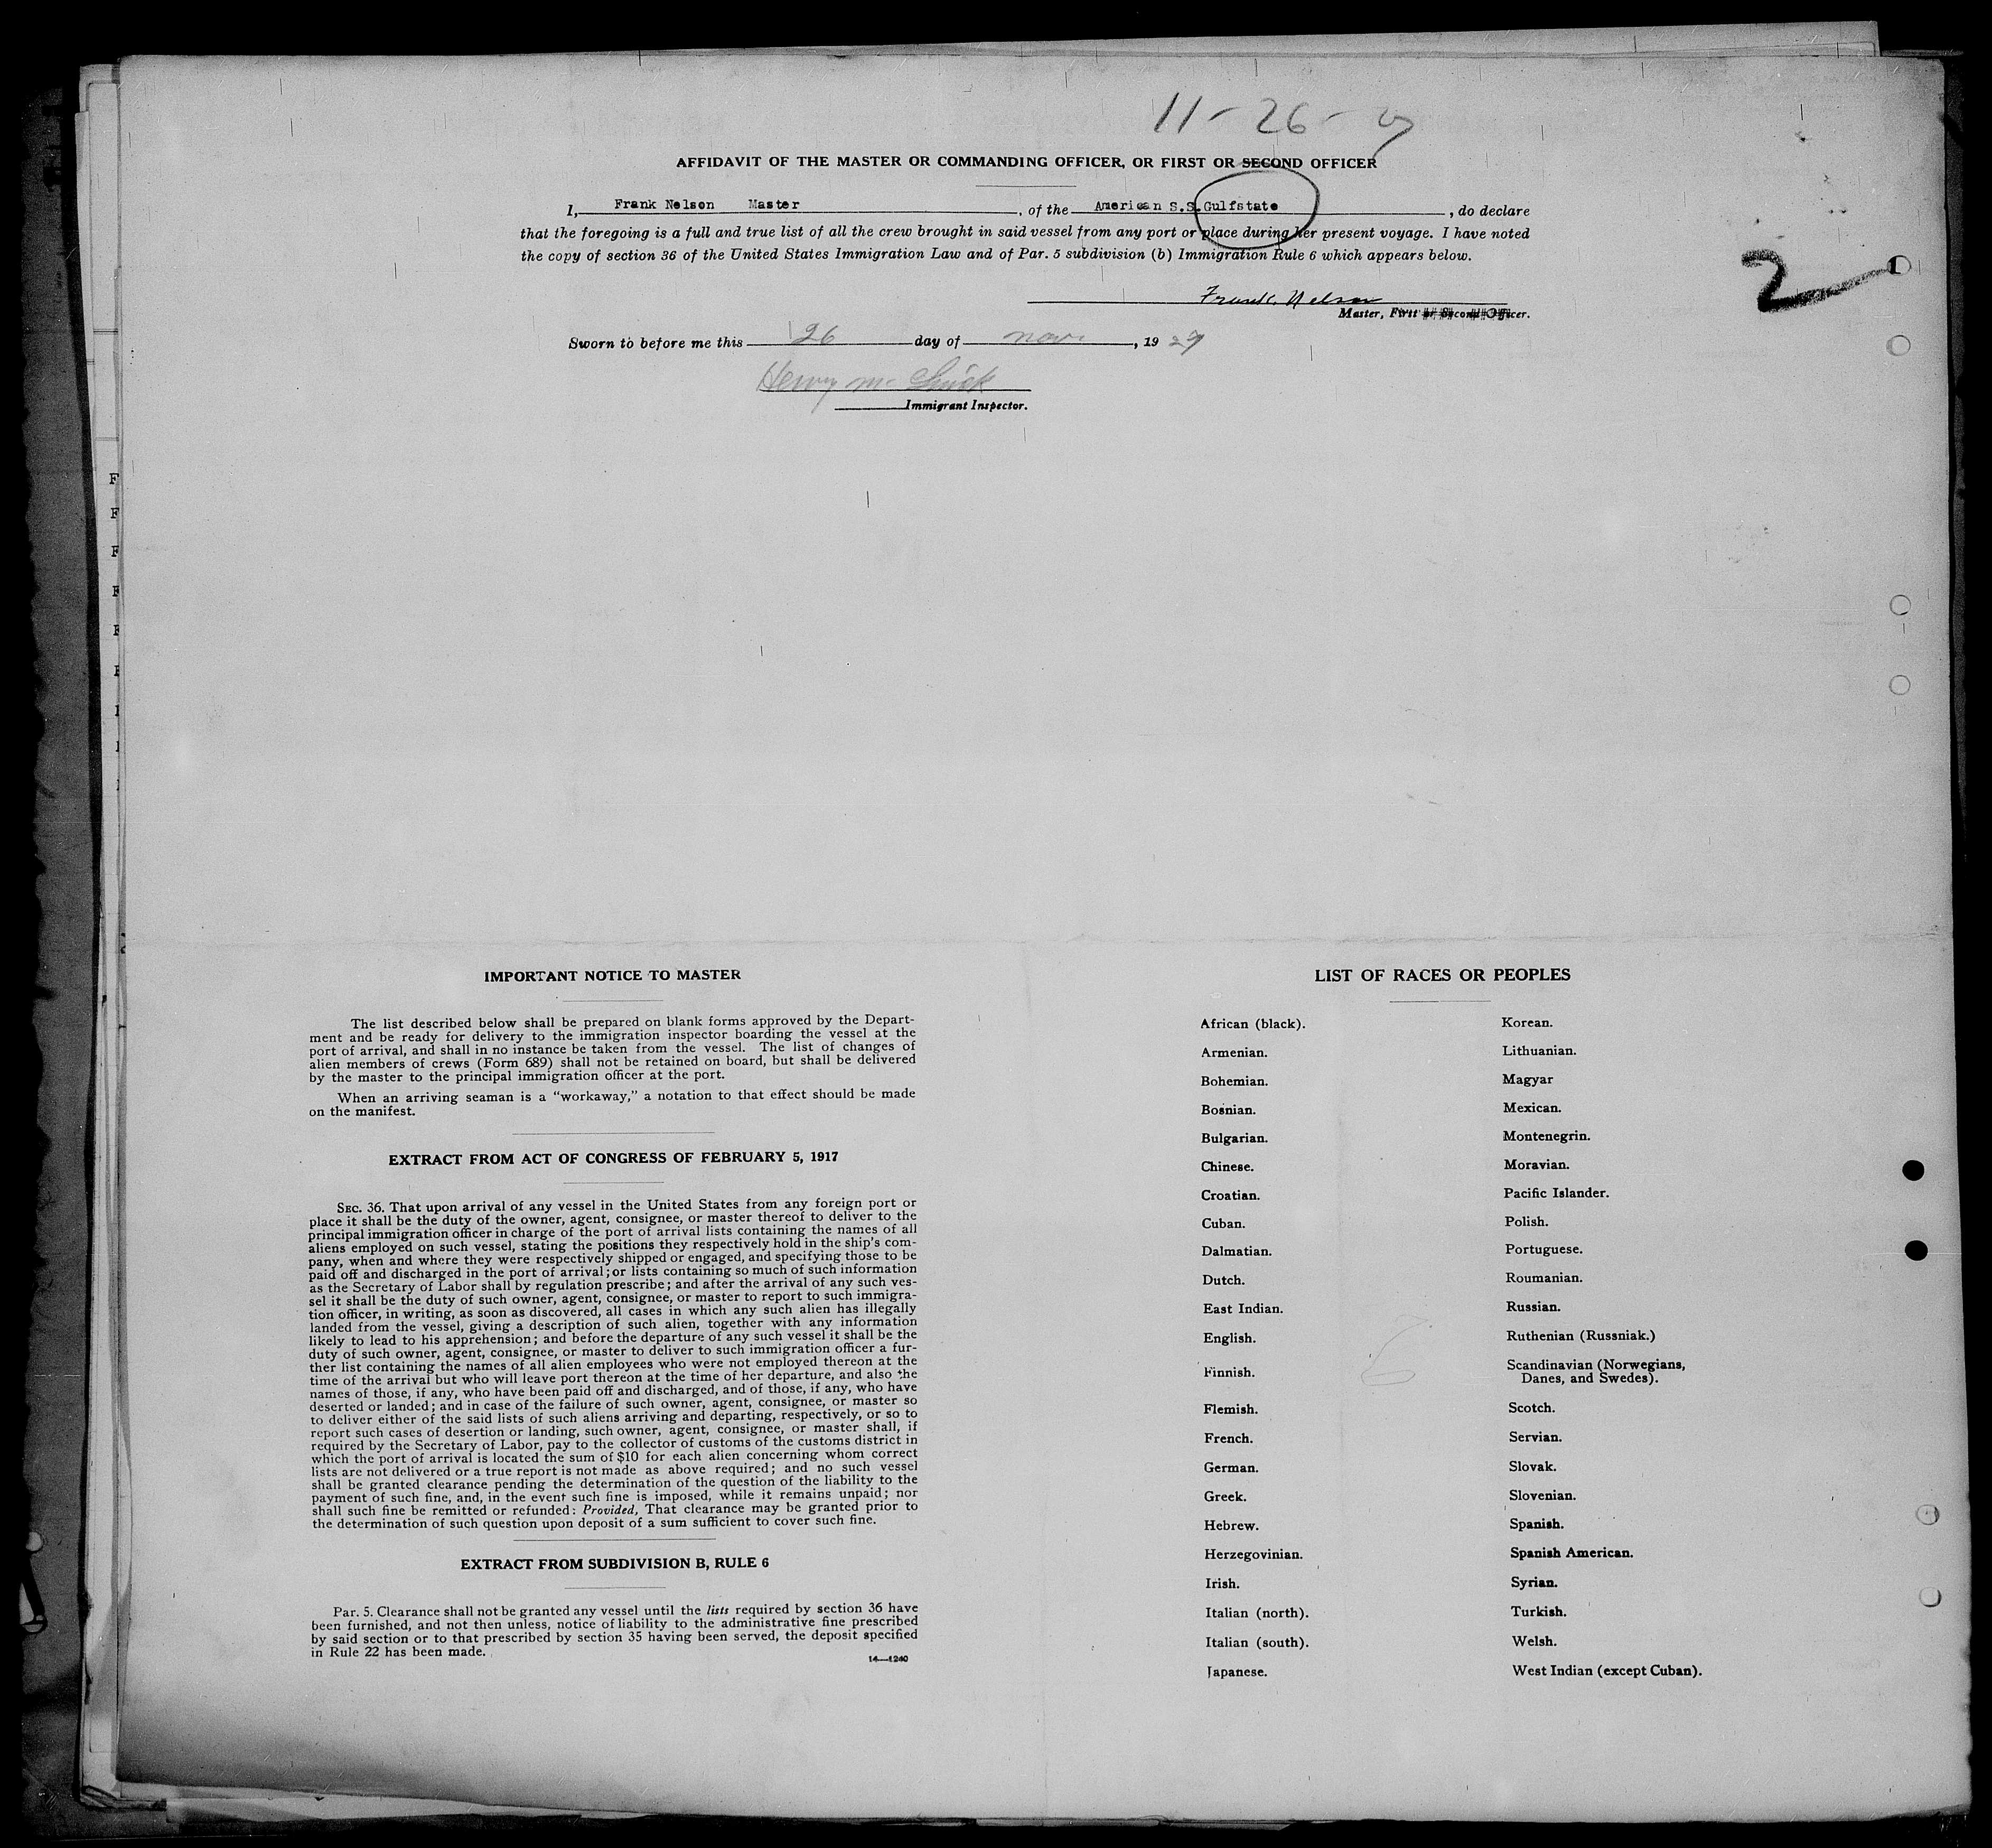 11-26-29
AFFIDAVIT OF THE MASTER OR COMMANDING OFFICER, OR FIRST OR SECOND OFFICER
I, Frank Nelson Master, of the American S.S. Gulfstate, do declare
that the foregoing is a full and true list of all the crew brought in said vessel from any port or place during her present voyage. I have noted
the copy of section 36 of the United States Immigration Law and of Par. 5 subdivision (b) Immigration Rule 6 which appears below.
2
Frank Nelson
Master, First or Second Officer.
Sworn to before me this 26 day of nov., 19 29
Henry Mc
Immigrant Inspector.
IMPORTANT NOTICE TO MASTER
The list described below shall be prepared on blank forms approved by the Depart-
ment and be ready for delivery to the immigration inspector boarding the vessel at the
port of arrival, and shall in no instance be taken from the vessel. The list of changes of
alien members of crews (Form 689) shall not be retained on board, but shall be delivered
by the master to the principal immigration officer at the port.
When an arriving seaman is a "workaway," a notation to that effect should be made
on the manifest.
EXTRACT FROM ACT OF CONGRESS OF FEBRUARY 5, 1917
SEC. 36. That upon arrival of any vessel in the United States from any foreign port or
place it shall be the duty of the owner, agent, consignee, or master thereof to deliver to the
principal immigration officer in charge of the port of arrival lists containing the names of all
aliens employed on such vessel, stating the positions they respectively hold in the ship's com-
pany, when and where they were respectively shipped or engaged, and specifying those to be
paid off and discharged in the port of arrival; or lists containing so much of such information
as the Secretary of Labor shall by regulation prescribe; and after the arrival of any such ves-
sel it shall be the duty of such owner, agent, consignee, or master to report to such immigra-
tion officer, in writing, as soon as discovered, all cases in which any such alien has illegally
landed from the vessel, giving a description of such alien, together with any information
likely to lead to his apprehension; and before the departure of any such vessel it shall be the
duty of such owner, agent, consignee, or master to deliver to such immigration officer a fur-
ther list containing the names of all alien employees who were not employed thereon at the
time of the arrival but who will leave port thereon at the time of her departure, and also the
names of those, if any, who have been paid off and discharged, and of those, if any, who have
deserted or landed; and in case of the failure of such owner, agent, consignee, or master so
to deliver either of the said lists of such aliens arriving and departing, respectively, or so to
report such cases of desertion or landing, such owner, agent, consignee, or master shall, if
required by the Secretary of Labor, pay to the collector of customs of the customs district in
which the port of arrival is located the sum of $10 for each alien concerning whom correct
lists are not delivered or a true report is not made as above required; and no such vessel
shall be granted clearance pending the determination of the question of the liability to the
payment of such fine, and, in the event such fine is imposed, while it remains unpaid; nor
shall such fine be remitted or refunded: Provided, That clearance may be granted prior to
the determination of such question upon deposit of a sum sufficient to cover such fine.
EXTRACT FROM SUBDIVISION B, RULE 6
Par. 5. Clearance shall not be granted any vessel until the lists required by section 36 have
been furnished, and not then unless, notice of liability to the administrative fine prescribed
by said section or to that prescribed by section 35 having been served, the deposit specified
in Rule 22 has been made.
14—1240
LIST OF RACES OR PEOPLES
African (black).
Armenian.
Bohemian.
Bosnian.
Bulgarian.
Chinese.
Croatian.
Cuban.
Dalmatian.
Dutch.
East Indian.
English.
Finnish.
Flemish.
French.
German.
Greek.
Hebrew.
Herzegovinian.
Irish.
Italian (north).
Italian (south).
Japanese.
Korean.
Lithuanian.
Magyar
Mexican.
Montenegrin.
Moravian.
Pacific Islander.
Polish.
Portuguese.
Roumanian.
Russian.
Ruthenian (Russniak.)
Scandinavian (Norwegians,
Danes, and Swedes).
Scotch.
Servian.
Slovak.
Slovenian.
Spanish.
Spanish American.
Syrian.
Turkish.
Welsh.
West Indian (except Cuban).